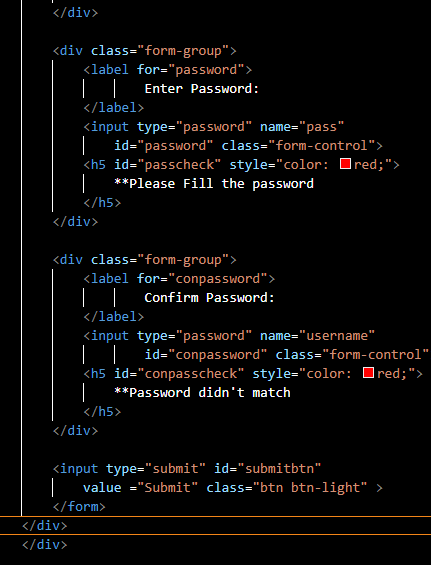 </div>
<div class="form-group">
<label for="password">
Enter Password:
</label>
<input type="password" name="pass"
id="password" class="form-control">
<h5 id="passcheck" style="color: red;">
**Please Fill the password
</h5>
</div>
<div class="form-group">
<label for="conpassword">
Confirm Password:
</label>
<input type="password" name="username"
id="conpassword" class="form-control"
<h5 id="conpasscheck" style="color: red;">
**Password didn't match
</h5>
</div>
<input type="submit" id="submitbtn"
value ="Submit" class="btn btn-light" >
</form>
</div>
</div>